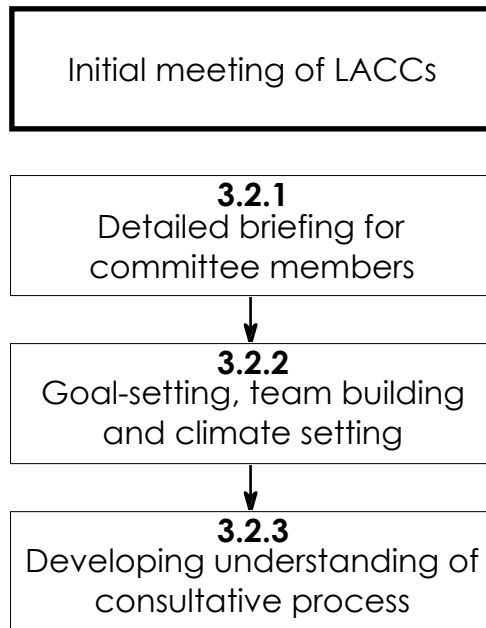 Initial meeting of LACCs
3.2.1
Detailed briefing for
committee members
3.2.2
Goal-setting, team building
and climate setting
3.2.3
Developing understanding of
consultative process